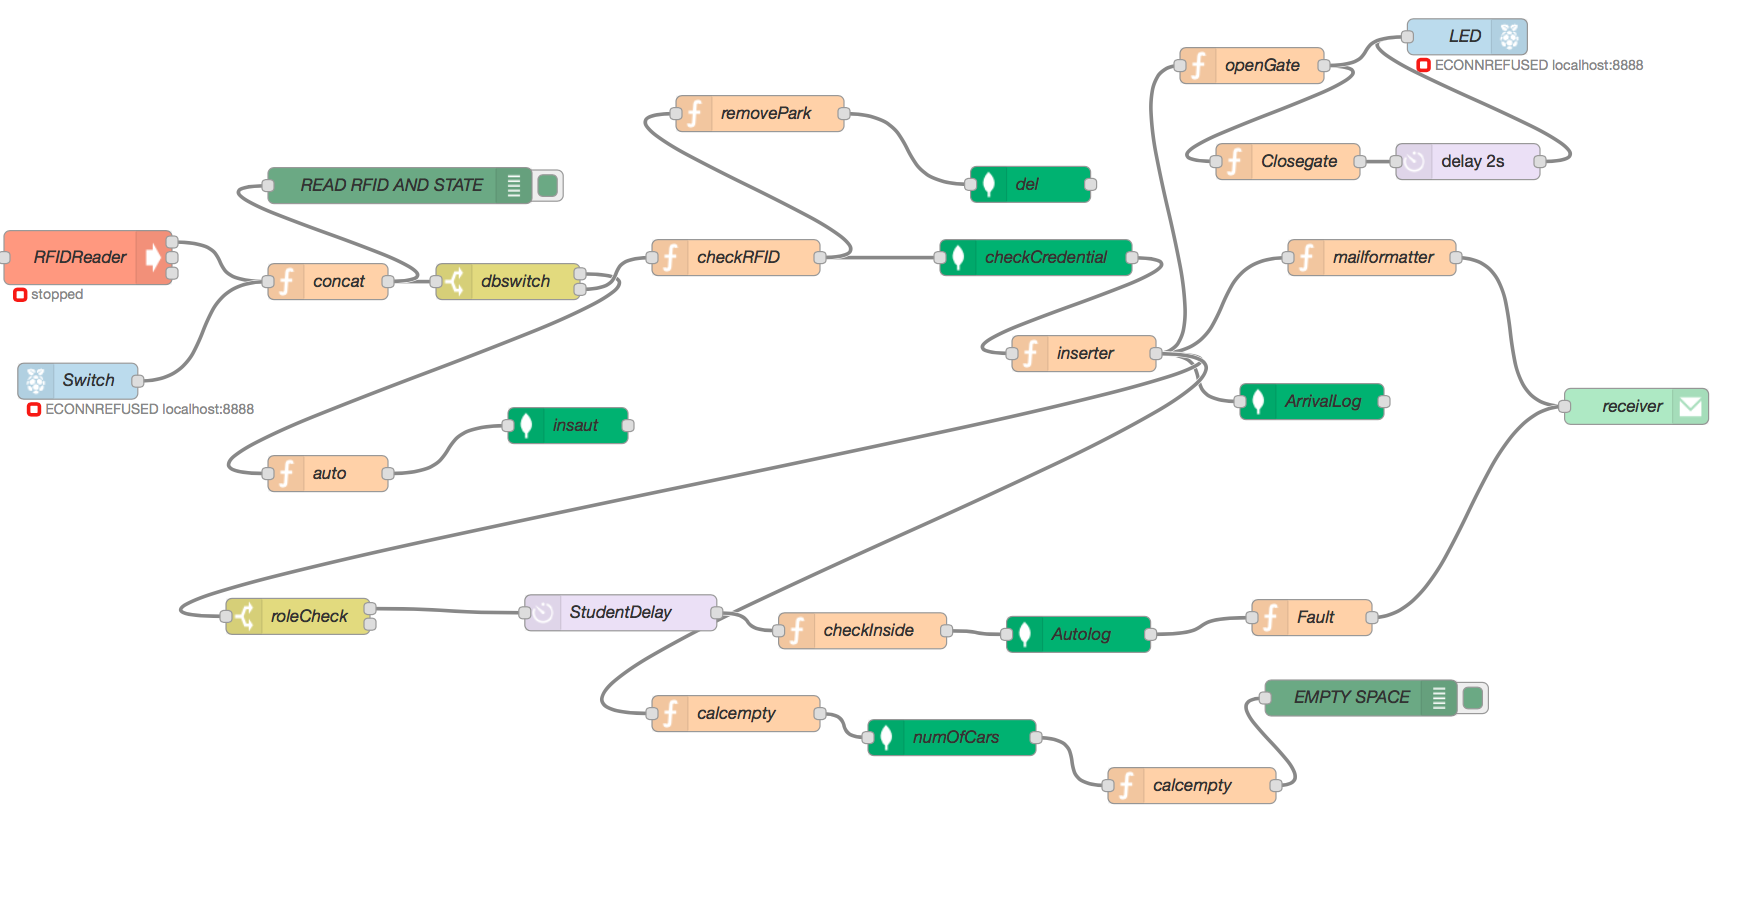 LED
ECONNREFUSED localhost:8888
openGate
removePark
Closegate
delay 2s
READ RFID AND STATE
del
RFIDReader
stopped
concat
dbswitch
checkRFID
checkCredential
mailformatter
inserter
Switch
ECONNREFUSED localhost:8888
ArrivalLog
receiver
insaut
auto
roleCheck
StudentDelay
checkInside
Autolog
Fault
calcempty
numOfCars
EMPTY SPACE
calcempty